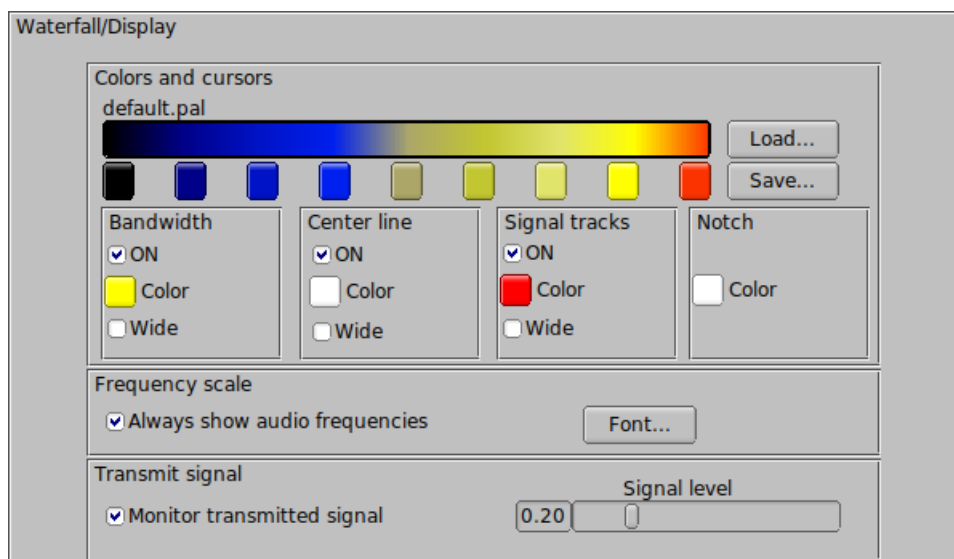 Waterfall/Display
Colors and cursors
default.pal
Load...
Save...
Bandwidth
ON
Color
Wide
Center line
ON
Color
Wide
Signal tracks
ON
Color
Wide
Notch
Color
Frequency scale
Always show audio frequencies
Font...
Transmit signal
Monitor transmitted signal
Signal level
0.20